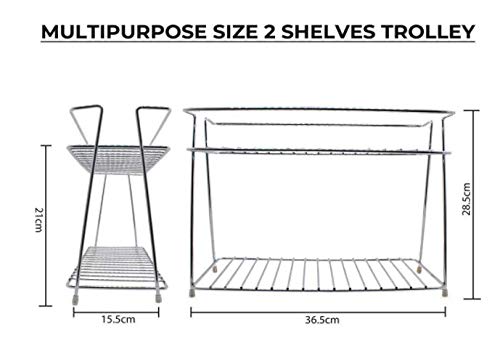 MULTIPURPOSE SIZE 2 SHELVES TROLLEY
21cm
28.5cm
15.5cm
36.5cm